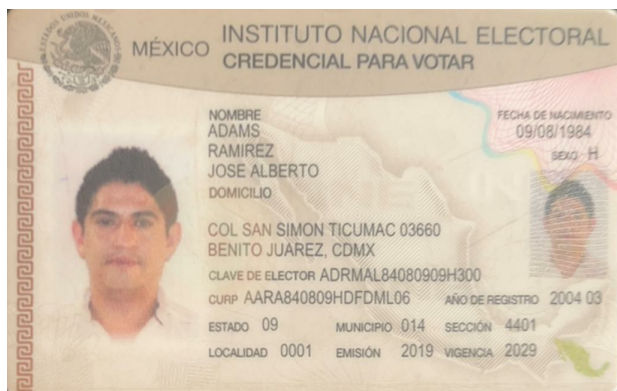 MÉXICO
INSTITUTO NACIONAL ELECTORAL
CREDENCIAL PARA VOTAR
NOMBRE
ADAMS
RAMIREZ
JOSE ALBERTO
FECHA DE NACIMIENTO
09/08/1984
SEXO H
DOMICILIO
COL SAN SIMON TICUMAC 03660
BENITO JUAREZ, CDMX
CLAVE DE ELECTOR ADRMAL84080909H300
CURP AARA840809HDFDML06 AÑO DE REGISTRO 2004 03
ESTADO 09 MUNICIPIO 014 SECCIÓN 4401
LOCALIDAD 0001 EMISIÓN 2019 VIGENCIA 2029